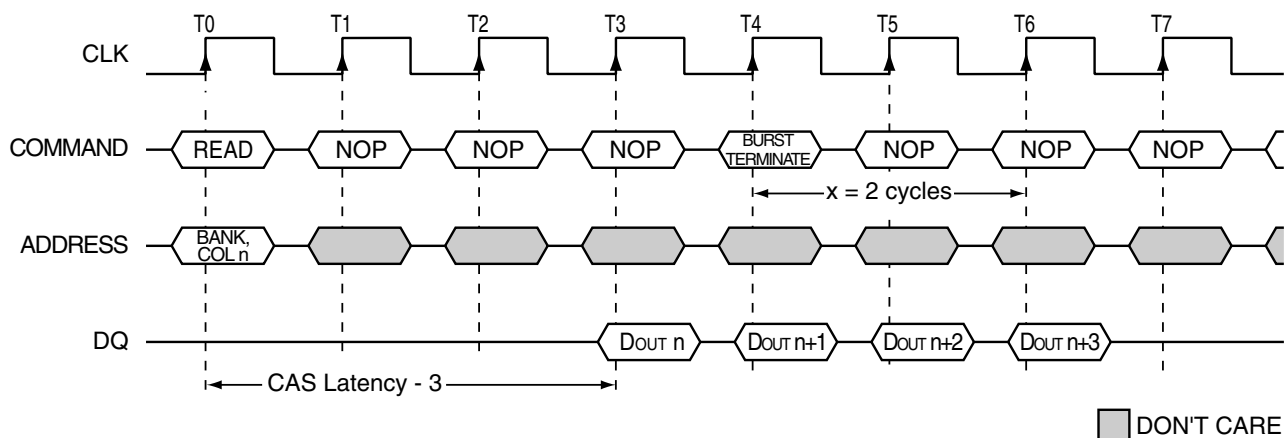 T0 T1 T2 T3 T4 T5 T6 T7
CLK
COMMAND READ NOP NOP NOP BURST TERMINATE NOP NOP NOP
x = 2 cycles
ADDRESS BANK, COL n
DQ DOUT n DOUT n+1 DOUT n+2 DOUT n+3
CAS Latency - 3
DON'T CARE